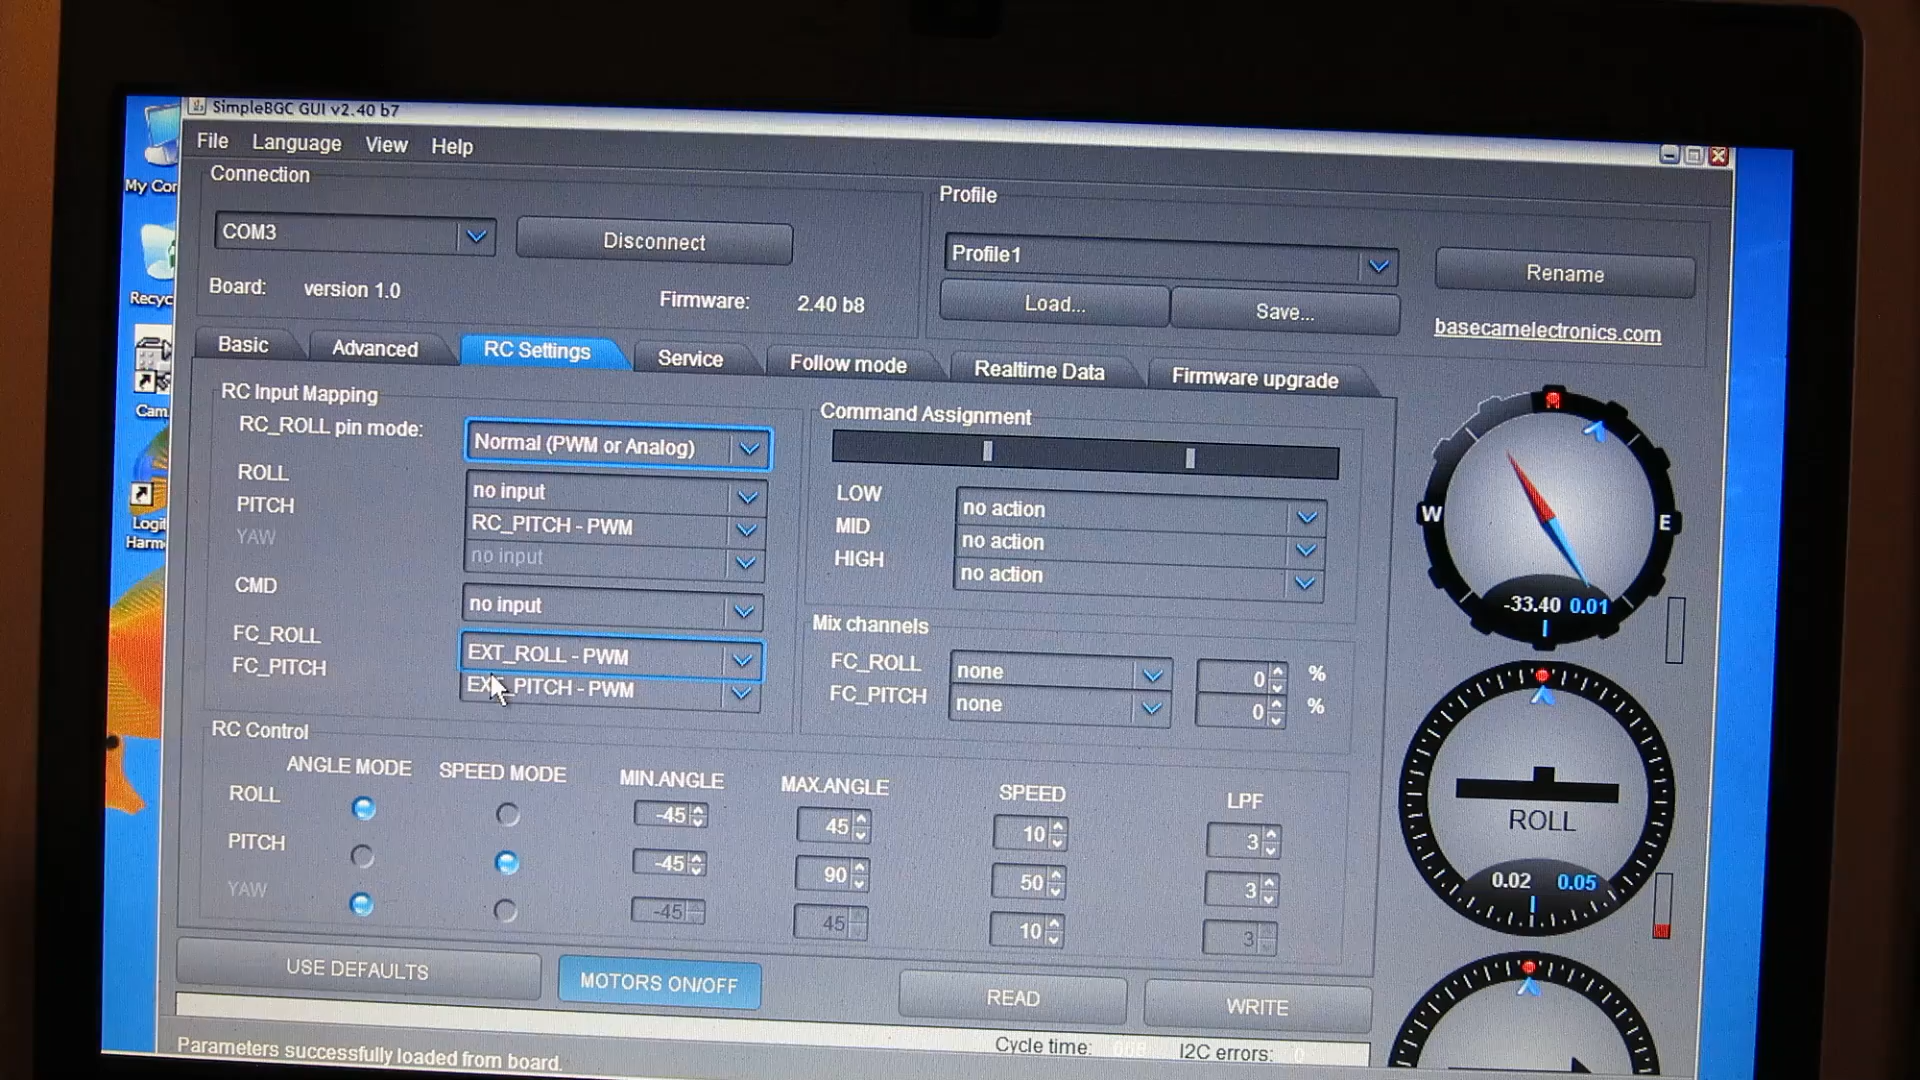 SimpleBGC GUI v2.40 b7
File Language View Help
Connection
COM3
Disconnect
Board: version 1.0
Firmware: 2.40 b8
Profile
Profile1
Rename
Load...
Save...
basecamelectronics.com
Basic
Advanced
RC Settings
Service
Follow mode
Realtime Data
Firmware upgrade
RC Input Mapping
RC_ROLL pin mode: Normal (PWM or Analog)
ROLL no input
PITCH RC_PITCH - PWM
YAW no input
CMD no input
FC_ROLL EXT_ROLL - PWM
FC_PITCH EXT_PITCH - PWM
Command Assignment
LOW no action
MID no action
HIGH no action
Mix channels
FC_ROLL none 0 %
FC_PITCH none 0 %
RC Control
ANGLE MODE SPEED MODE MIN.ANGLE MAX.ANGLE SPEED LPF
ROLL -45 45 10 3
PITCH -45 90 50 3
YAW -45 45 10 3
USE DEFAULTS
MOTORS ON/OFF
READ
WRITE
Parameters successfully loaded from board.
Cycle time:
I2C errors: 0
W
E
-33.40 0.01
ROLL
0.02 0.05
My Co
Recyc
Cam
Logi
Harm